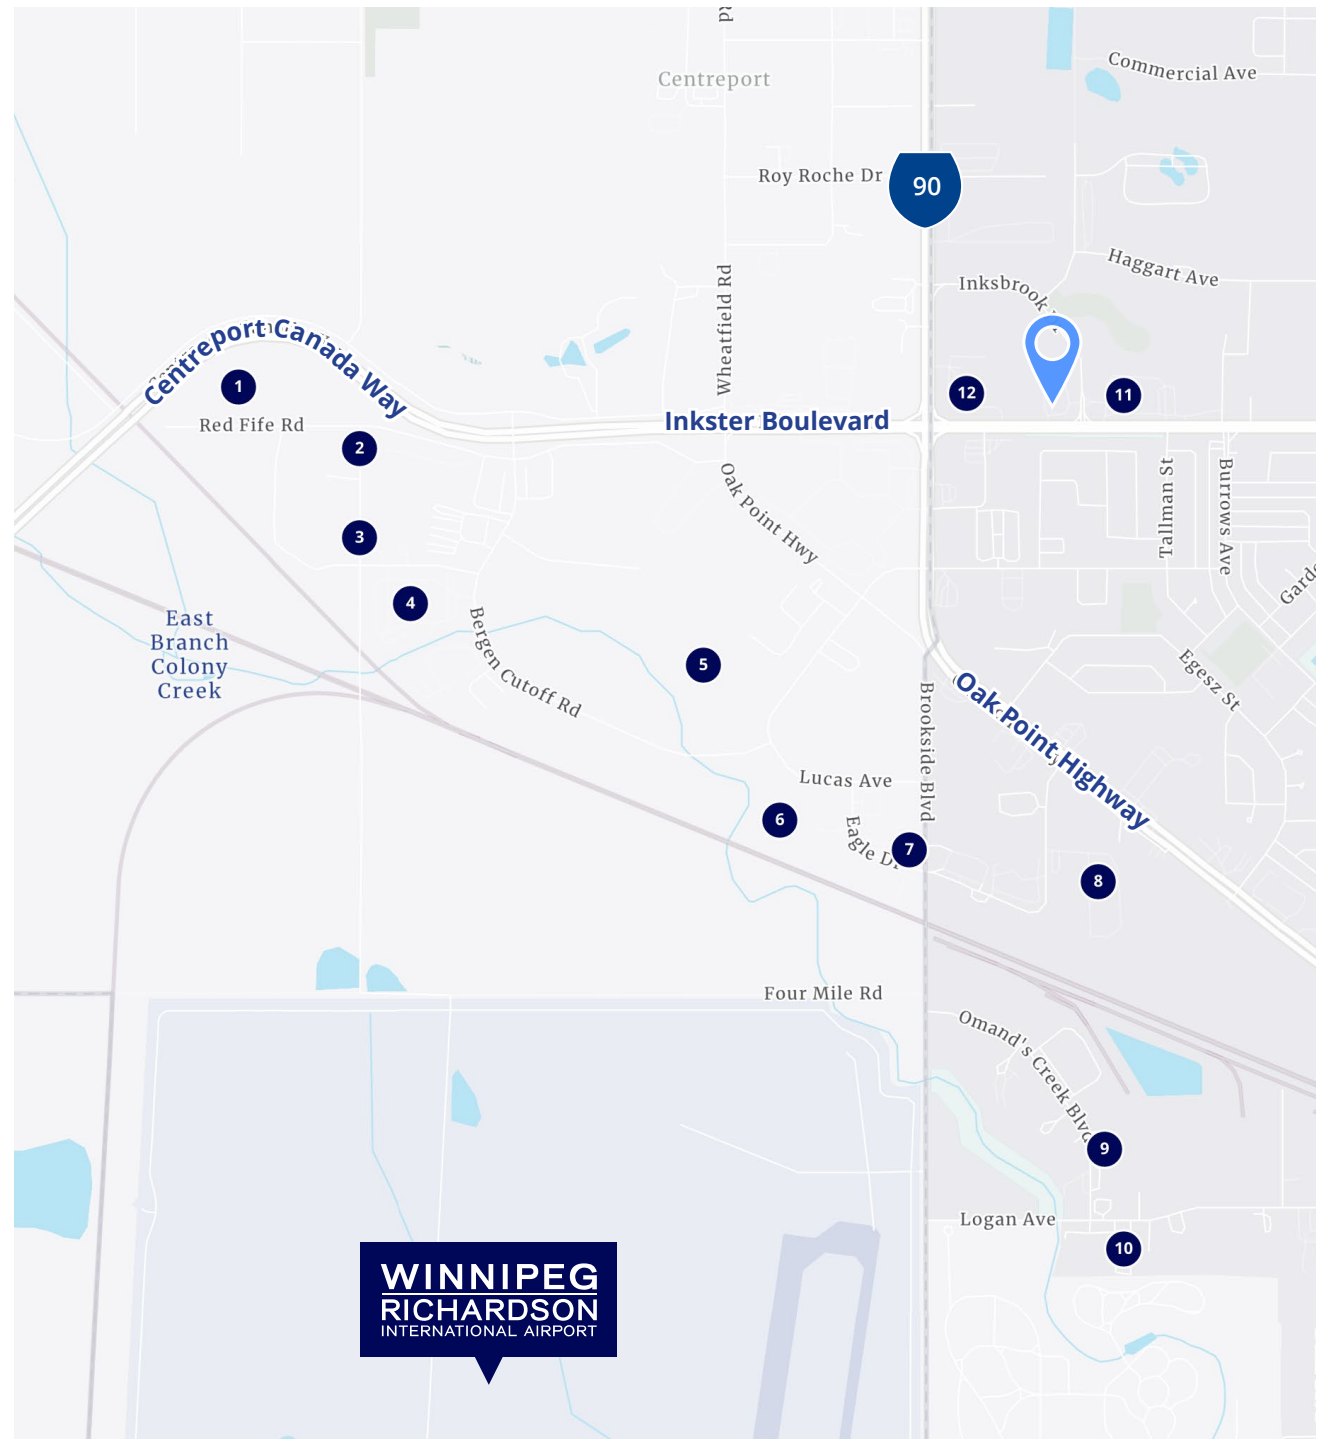 Commercial Ave
Centreport
Roy Roche Dr
90
Haggart Ave
Inksbrook
Wheatfield Rd
Centreport Canada Way
1
12
11
Red Fife Rd
Inkster Boulevard
2
Oak Point Hwy
Tallman St
Burrows Ave
3
4
East
Branch
Colony
Creek
Bergen Cutoff Rd
5
Egesz St
Oak Point Highway
Brookside Blvd
Lucas Ave
6
Eagle Dr
7
8
Four Mile Rd
Omand's Creek Blvd
9
Logan Ave
10
WINNIPEG
RICHARDSON
INTERNATIONAL AIRPORT